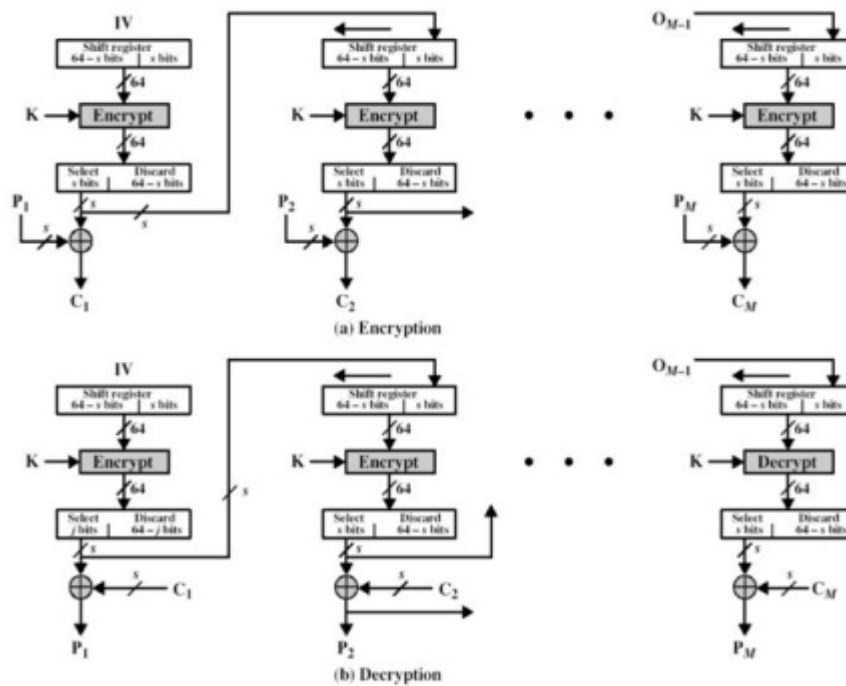 IV O_{M–1}
Shift register Shift register Shift register
64 – s bits | s bits 64 – s bits | s bits 64 – s bits | s bits
64 64 64
K Encrypt K Encrypt • • • K Encrypt
64 64 64
Select Discard Select Discard Select Discard
s bits | 64 – s bits s bits | 64 – s bits s bits | 64 – s bits
P₁ s s P₂ s P_M s
s s s
C₁ C₂ C_M
(a) Encryption
IV O_{M–1}
Shift register Shift register Shift register
64 – s bits | s bits 64 – s bits | s bits 64 – s bits | s bits
64 64 64
K Encrypt K Encrypt • • • K Decrypt
64 s 64 64
Select Discard Select Discard Select Discard
j bits | 64 – j bits s bits | 64 – s bits s bits | 64 – s bits
s s s
s C₁ s C₂ s C_M
P₁ P₂ P_M
(b) Decryption